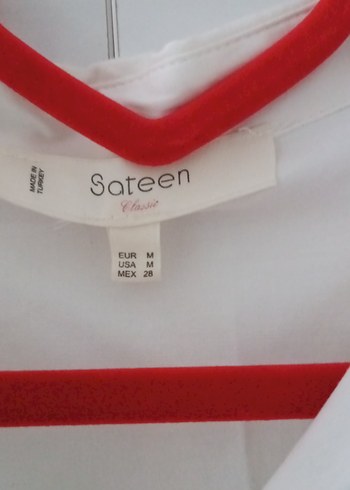 MADE IN
TURKEY
Sateen
Classic
EUR M
USA M
MEX 28